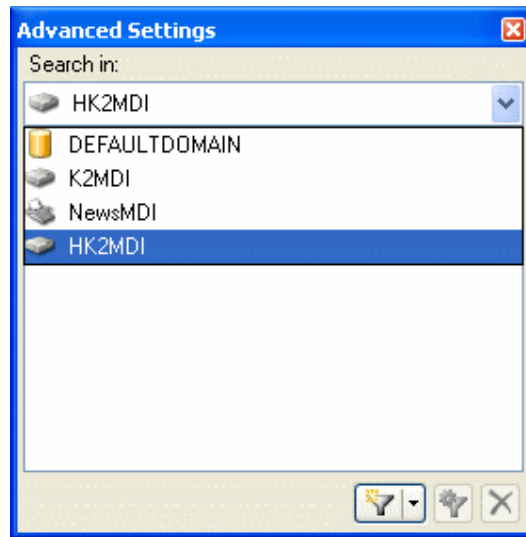 Advanced Settings
Search in:
HK2MDI
DEFAULTDOMAIN
K2MDI
NewsMDI
HK2MDI